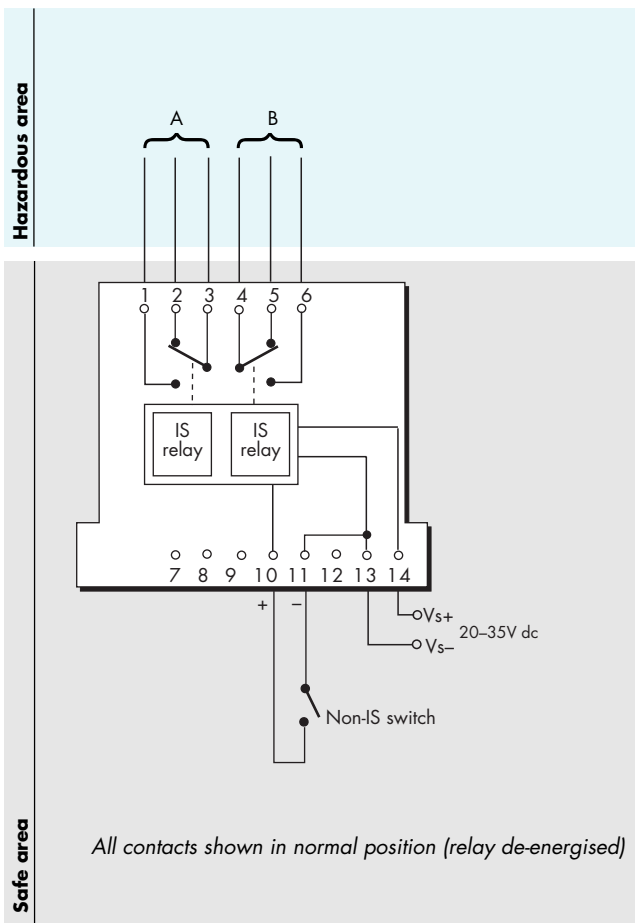 Hazardous area
A B
1 2 3 4 5 6
IS
relay
IS
relay
7 8 9 10 11 12 13 14
+ –
Vs+
20–35V dc
Vs–
Non-IS switch
Safe area
All contacts shown in normal position (relay de-energised)